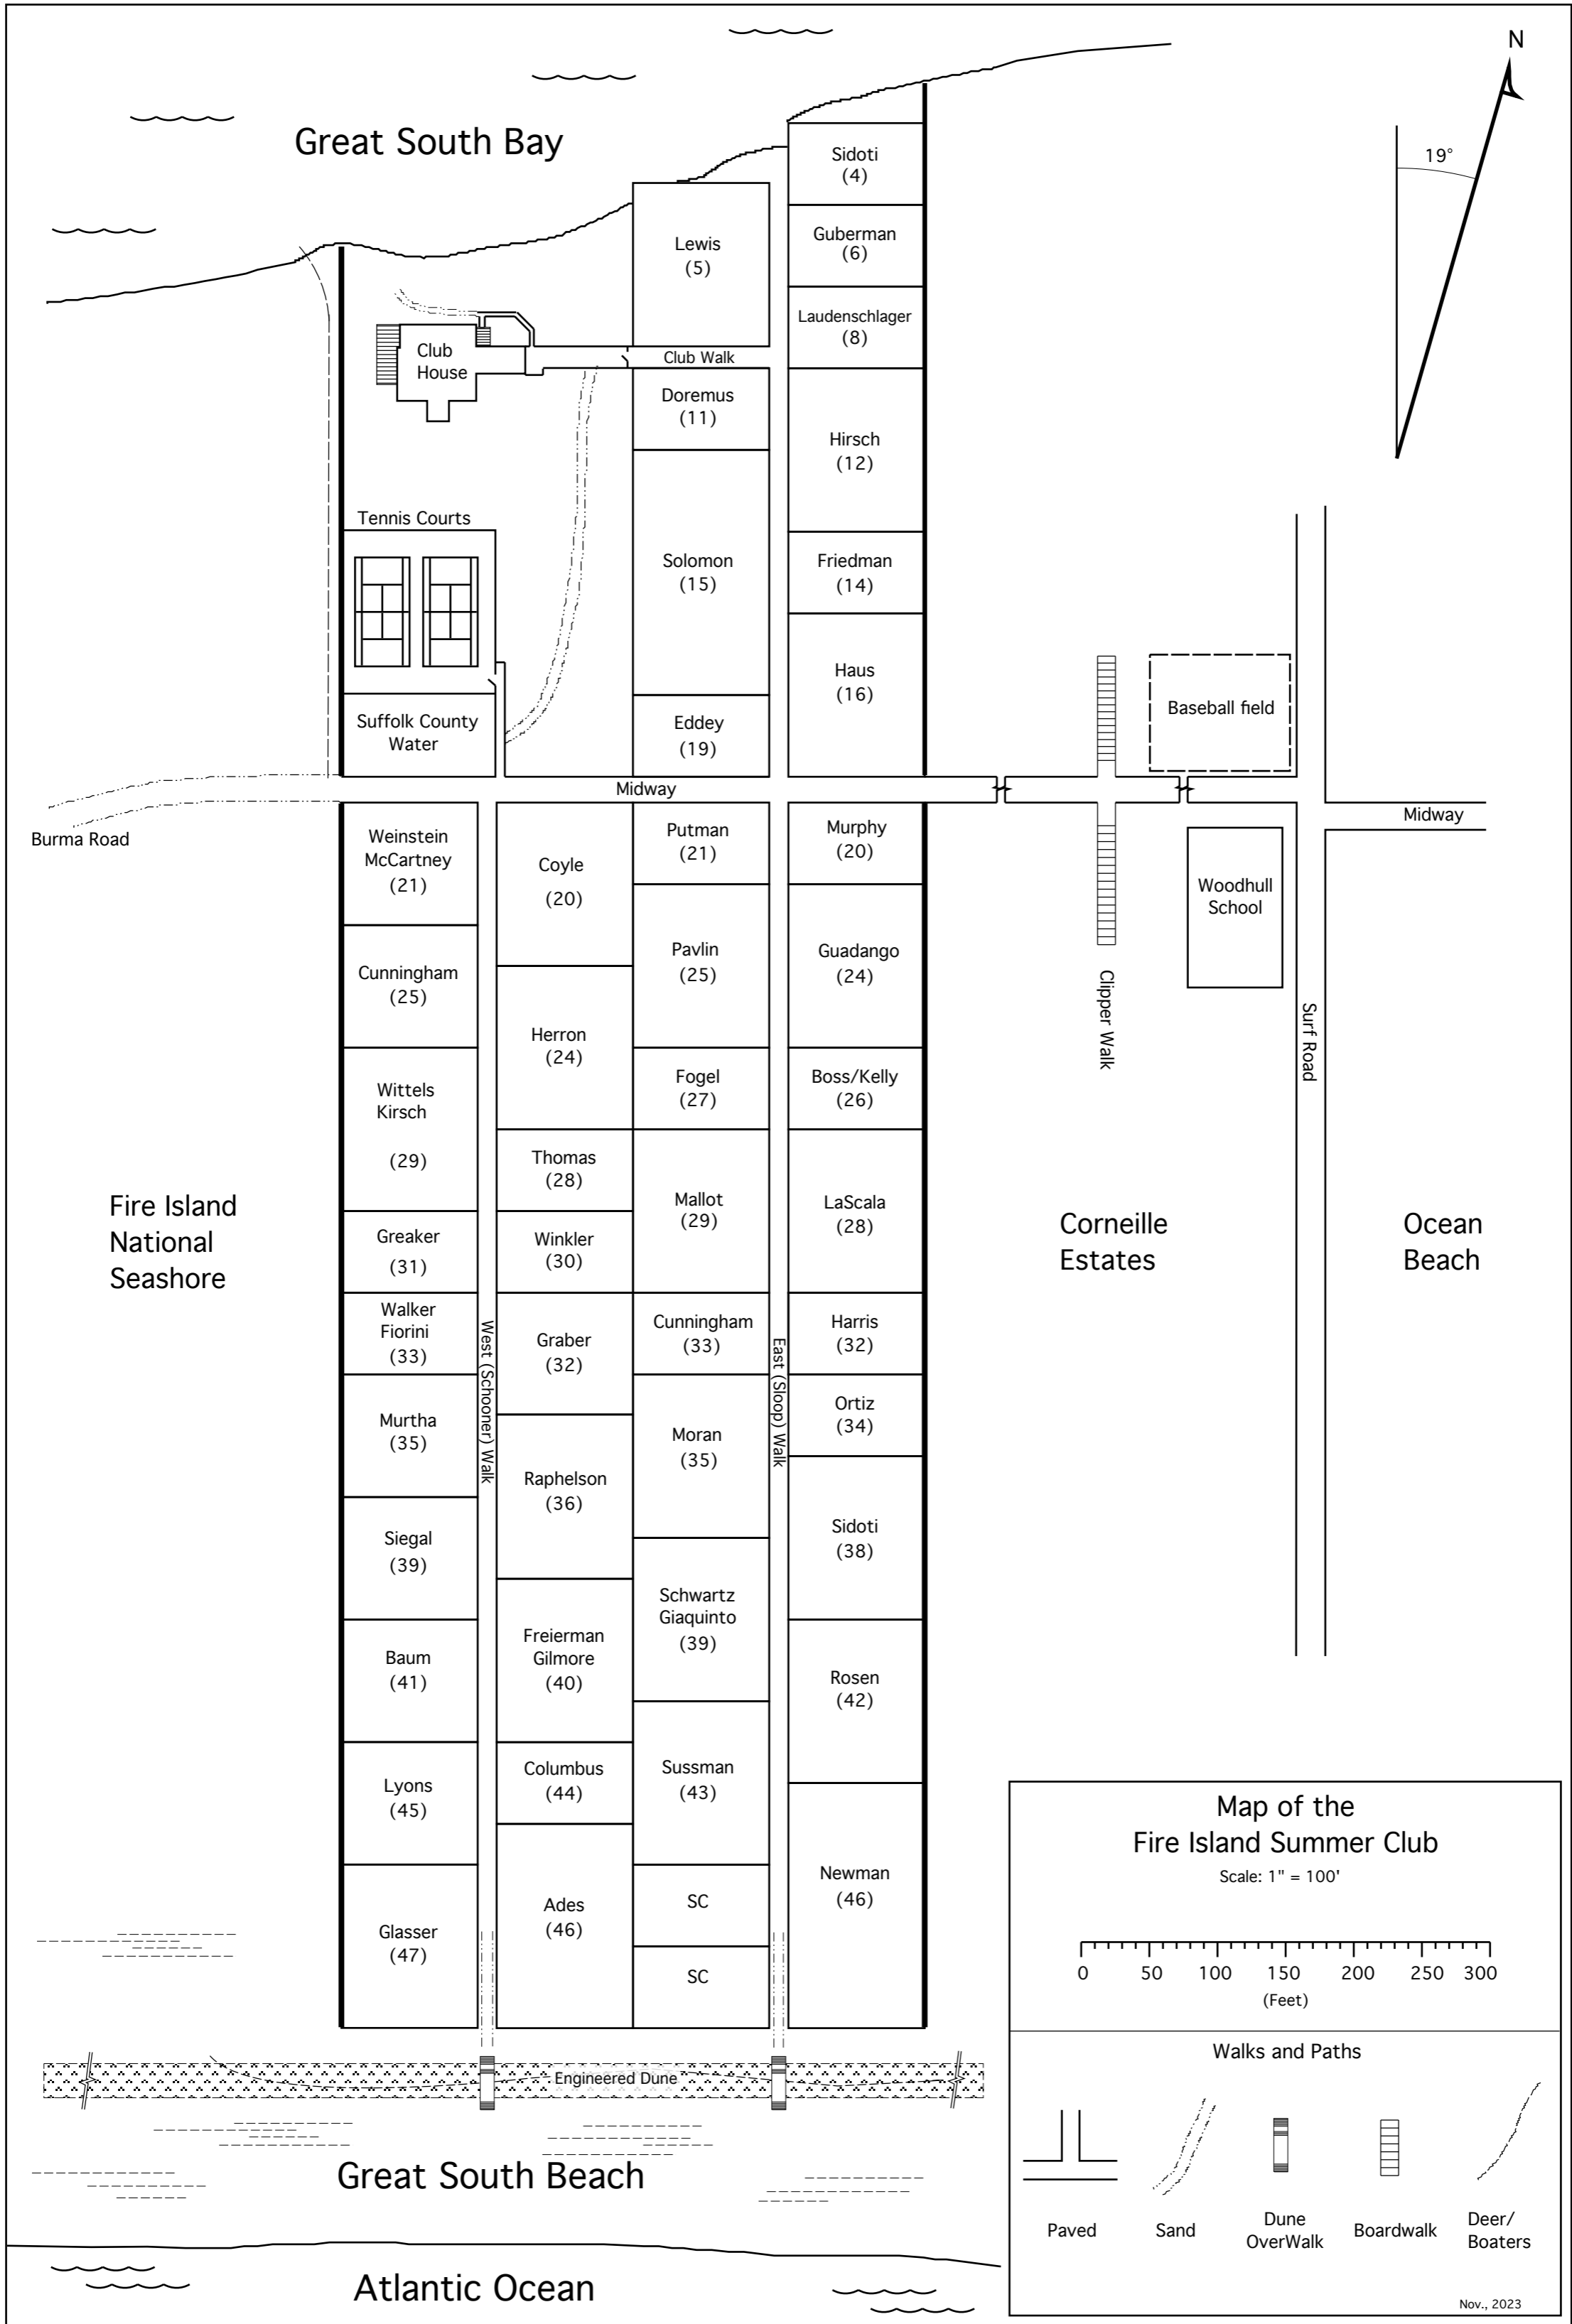 N
19°
Great South Bay
Sidoti
(4)
Guberman
(6)
Lewis
(5)
Laudenschlager
(8)
Club
House
Club Walk
Doremus
(11)
Hirsch
(12)
Tennis Courts
Solomon
(15)
Friedman
(14)
Haus
(16)
Baseball field
Suffolk County
Water
Eddey
(19)
Midway
Midway
Burma Road
Weinstein
McCartney
(21)
Coyle
(20)
Putman
(21)
Murphy
(20)
Woodhull
School
Cunningham
(25)
Pavlin
(25)
Guadango
(24)
Clipper Walk
Surf Road
Herron
(24)
Wittels
Kirsch
(29)
Fogel
(27)
Boss/Kelly
(26)
Thomas
(28)
Mallot
(29)
LaScala
(28)
Fire Island
National
Seashore
Corneille
Estates
Ocean
Beach
Greaker
(31)
Winkler
(30)
Walker
Fiorini
(33)
West (Schooner) Walk
Graber
(32)
Cunningham
(33)
East (Sloop) Walk
Harris
(32)
Murtha
(35)
Moran
(35)
Ortiz
(34)
Raphelson
(36)
Siegal
(39)
Sidoti
(38)
Schwartz
Giaquinto
(39)
Freierman
Gilmore
(40)
Baum
(41)
Rosen
(42)
Lyons
(45)
Columbus
(44)
Sussman
(43)
Newman
(46)
Glasser
(47)
Ades
(46)
SC
SC
Engineered Dune
Great South Beach
Atlantic Ocean
Map of the
Fire Island Summer Club
Scale: 1" = 100'
0 50 100 150 200 250 300
(Feet)
Walks and Paths
Paved
Sand
Dune
OverWalk
Boardwalk
Deer/
Boaters
Nov., 2023